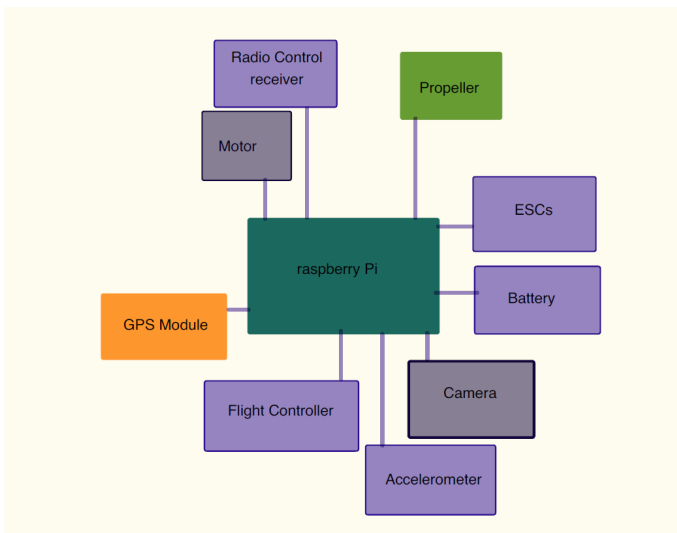 Radio Control
receiver
Propeller
Motor
ESCs
raspberry Pi
Battery
GPS Module
Camera
Flight Controller
Accelerometer